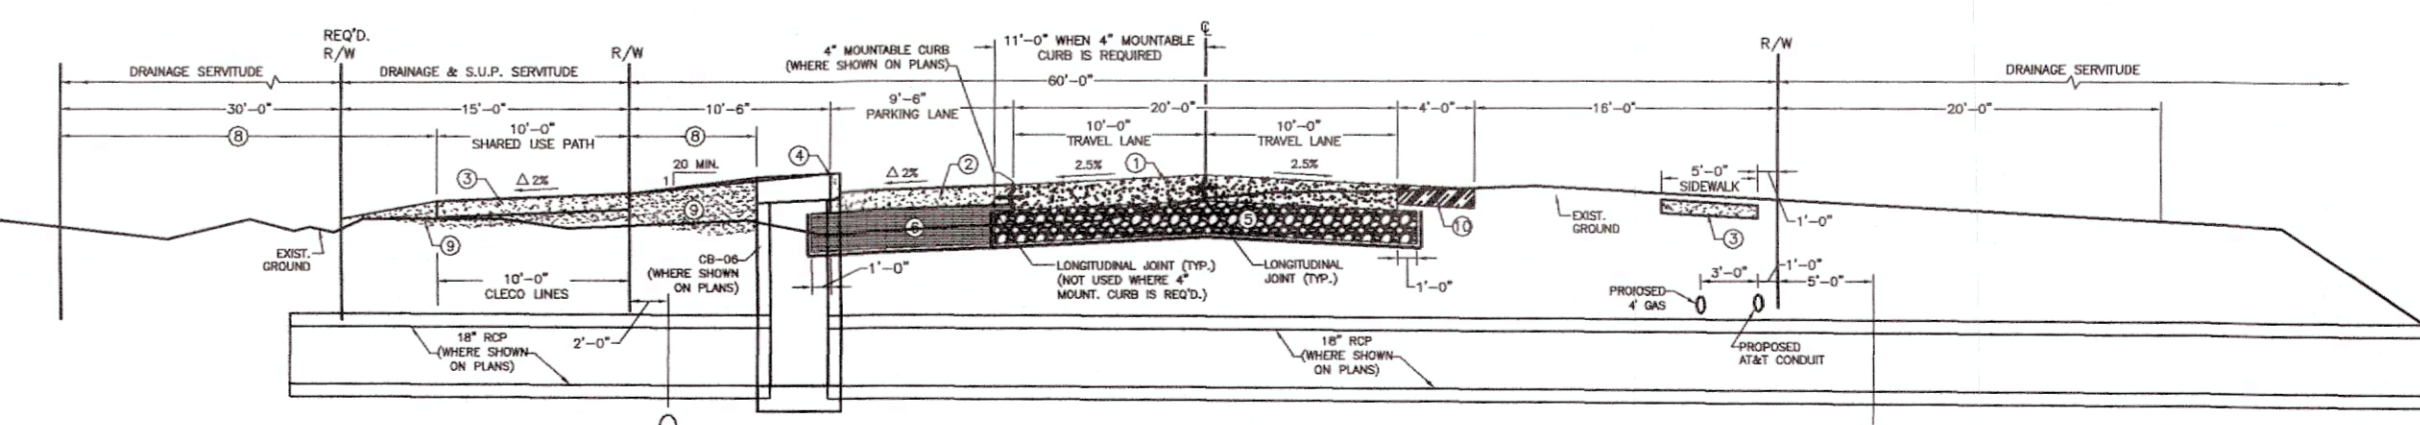 REQ'D.
R/W
R/W
4" MOUNTABLE CURB
(WHERE SHOWN ON PLANS)
11'-0" WHEN 4" MOUNTABLE
CURB IS REQUIRED
℄
R/W
DRAINAGE SERVITUDE
DRAINAGE & S.U.P. SERVITUDE
60'-0"
DRAINAGE SERVITUDE
30'-0"
15'-0"
10'-6"
9'-6"
PARKING LANE
20'-0"
4'-0"
16'-0"
20'-0"
8
10'-0"
SHARED USE PATH
8
10'-0"
TRAVEL LANE
10'-0"
TRAVEL LANE
3
△ 2%
20 MIN.
1
4
△ 2%
2
2.5%
1
2.5%
5'-0"
SIDEWALK
1'-0"
9
9
6
5
10
EXIST.
GROUND
3
EXIST.
GROUND
10'-0"
CLECO LINES
CB-06
(WHERE SHOWN
ON PLANS)
1'-0"
LONGITUDINAL JOINT (TYP.)
(NOT USED WHERE 4"
MOUNT. CURB IS REQ'D.)
LONGITUDINAL
JOINT (TYP.)
1'-0"
3'-0"
1'-0"
5'-0"
PROIOSED
4' GAS
2'-0"
18" RCP
(WHERE SHOWN
ON PLANS)
18" RCP
(WHERE SHOWN
ON PLANS)
PROPOSED
AT&T CONDUIT